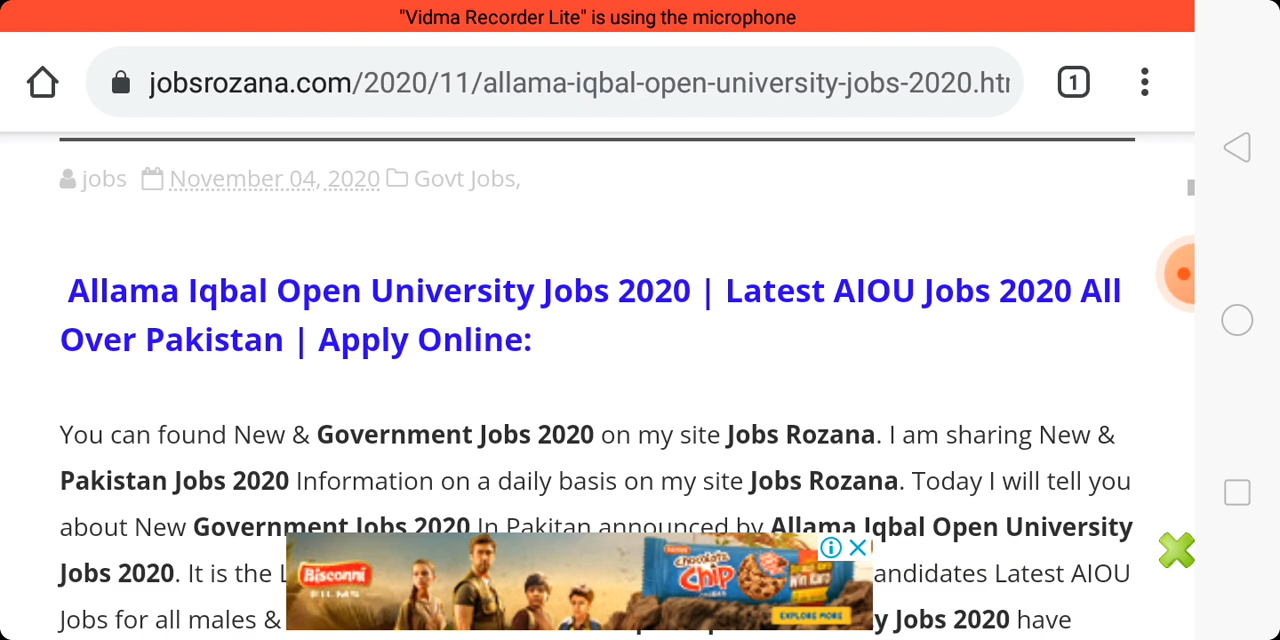 "Vidma Recorder Lite" is using the microphone
jobsrozana.com/2020/11/allama-iqbal-open-university-jobs-2020.htm
1
jobs November 04, 2020 Govt Jobs,
Allama Iqbal Open University Jobs 2020 | Latest AIOU Jobs 2020 All
Over Pakistan | Apply Online:
You can found New & Government Jobs 2020 on my site Jobs Rozana. I am sharing New &
Pakistan Jobs 2020 Information on a daily basis on my site Jobs Rozana. Today I will tell you
about New Government Jobs 2020 In Pakitan announced by Allama Iqbal Open University
Jobs 2020. It is the andidates Latest AIOU
Jobs for all males & y Jobs 2020 have
Bisconni
FILMS
Chocolate
Chip
EXPLORE MORE